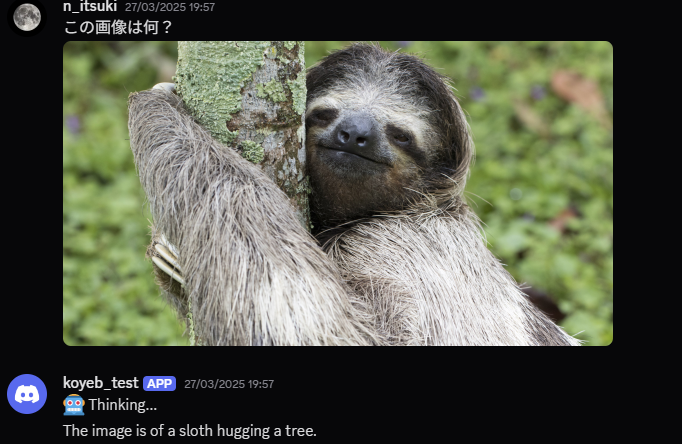 n_itsuki 27/03/2025 19:57
この画像は何？
koyeb_test APP 27/03/2025 19:57
Thinking...
The image is of a sloth hugging a tree.